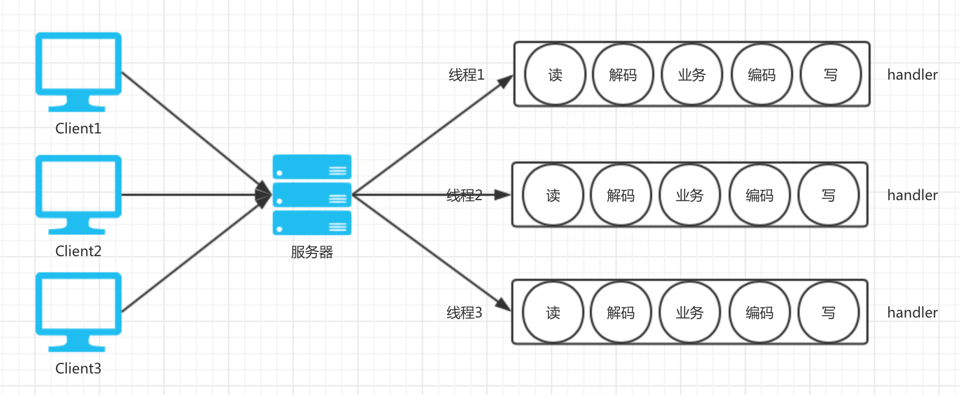 Client1
Client2
Client3
服务器
线程1
读 解码 业务 编码 写
handler
线程2
读 解码 业务 编码 写
handler
线程3
读 解码 业务 编码 写
handler